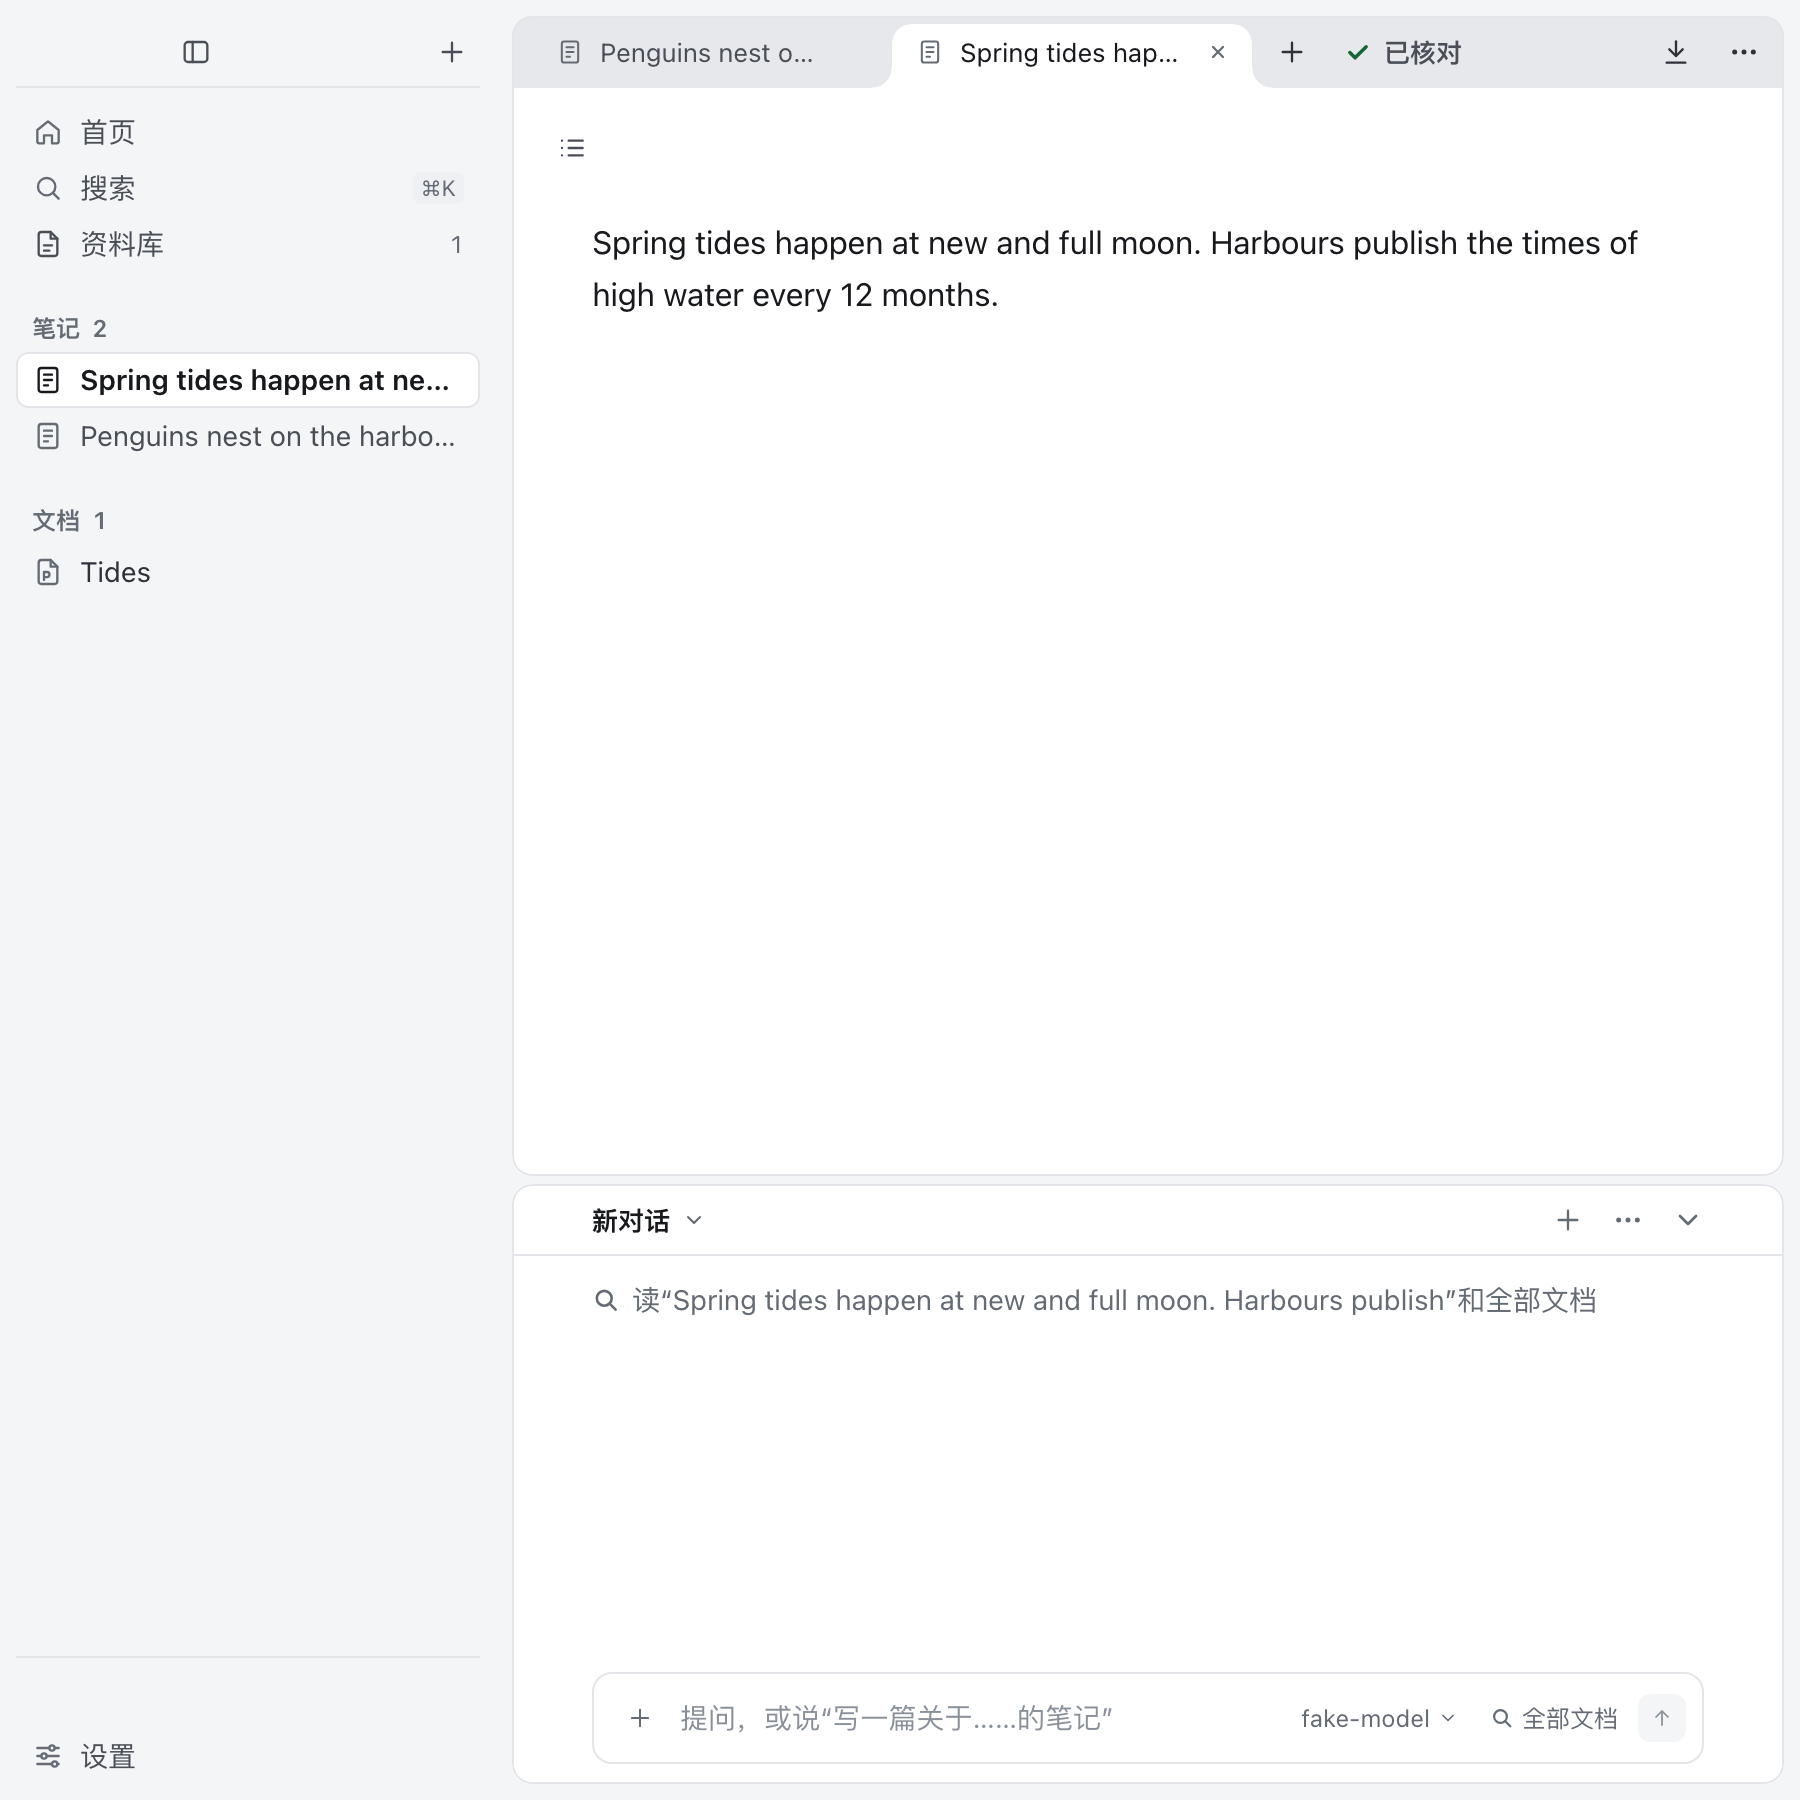 首页
搜索 ⌘K
资料库 1
笔记 2
Spring tides happen at ne...
Penguins nest on the harbo...
文档 1
Tides
设置
Penguins nest o...
Spring tides hap...
已核对
Spring tides happen at new and full moon. Harbours publish the times of
high water every 12 months.
新对话
读“Spring tides happen at new and full moon. Harbours publish”和全部文档
提问，或说“写一篇关于……的笔记”
fake-model
全部文档